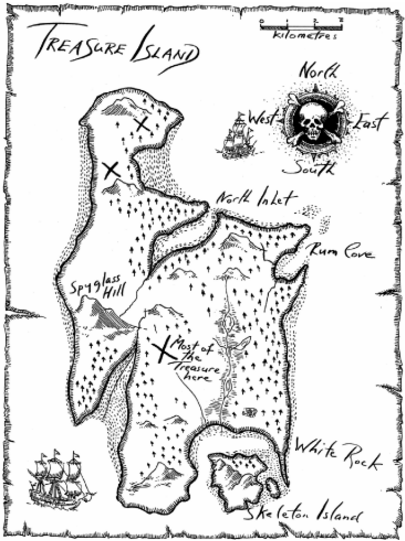 Treasure Island
0 1 2 3
kilometres
North
West
East
South
North Inlet
Rum Cove
Spyglass
Hill
Most of
the
Treasure
here
White Rock
Skeleton Island